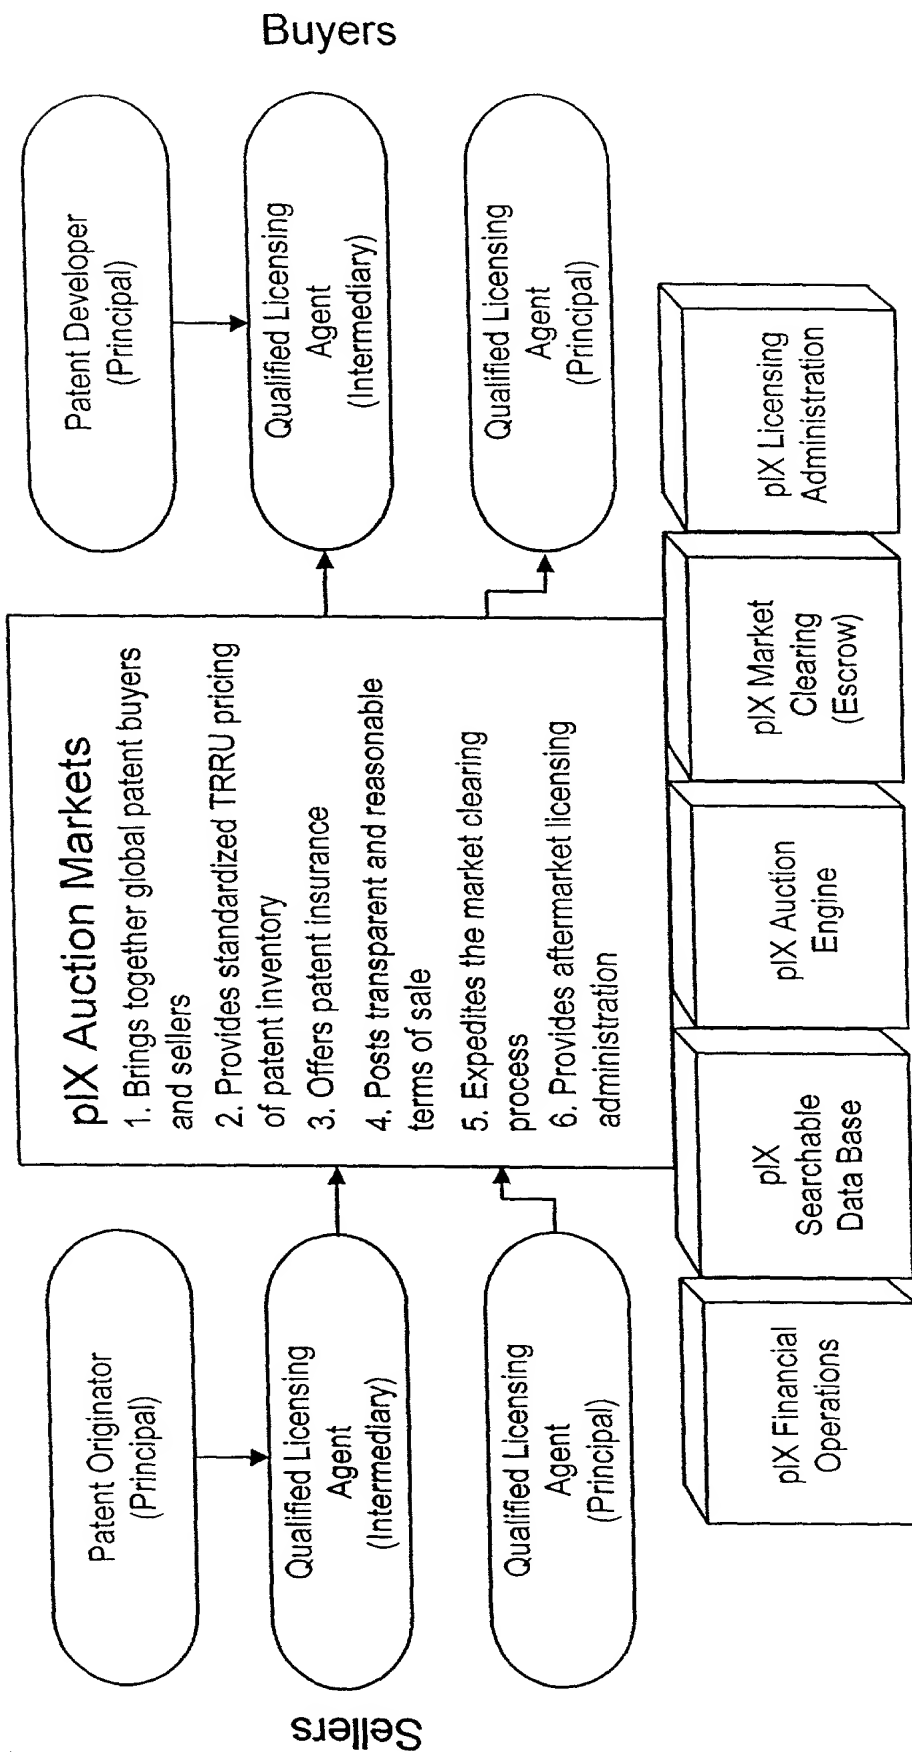 Sellers
Patent Originator
(Principal)
Qualified Licensing
Agent
(Intermediary)
Qualified Licensing
Agent
(Principal)
pIX Auction Markets
1. Brings together global patent buyers
and sellers
2. Provides standardized TRRU pricing
of patent inventory
3. Offers patent insurance
4. Posts transparent and reasonable
terms of sale
5. Expedites the market clearing
process
6. Provides aftermarket licensing
administration
Patent Developer
(Principal)
Qualified Licensing
Agent
(Intermediary)
Qualified Licensing
Agent
(Principal)
Buyers
pIX Financial
Operations
pIX
Searchable
Data Base
pIX Auction
Engine
pIX Market
Clearing
(Escrow)
pIX Licensing
Administration